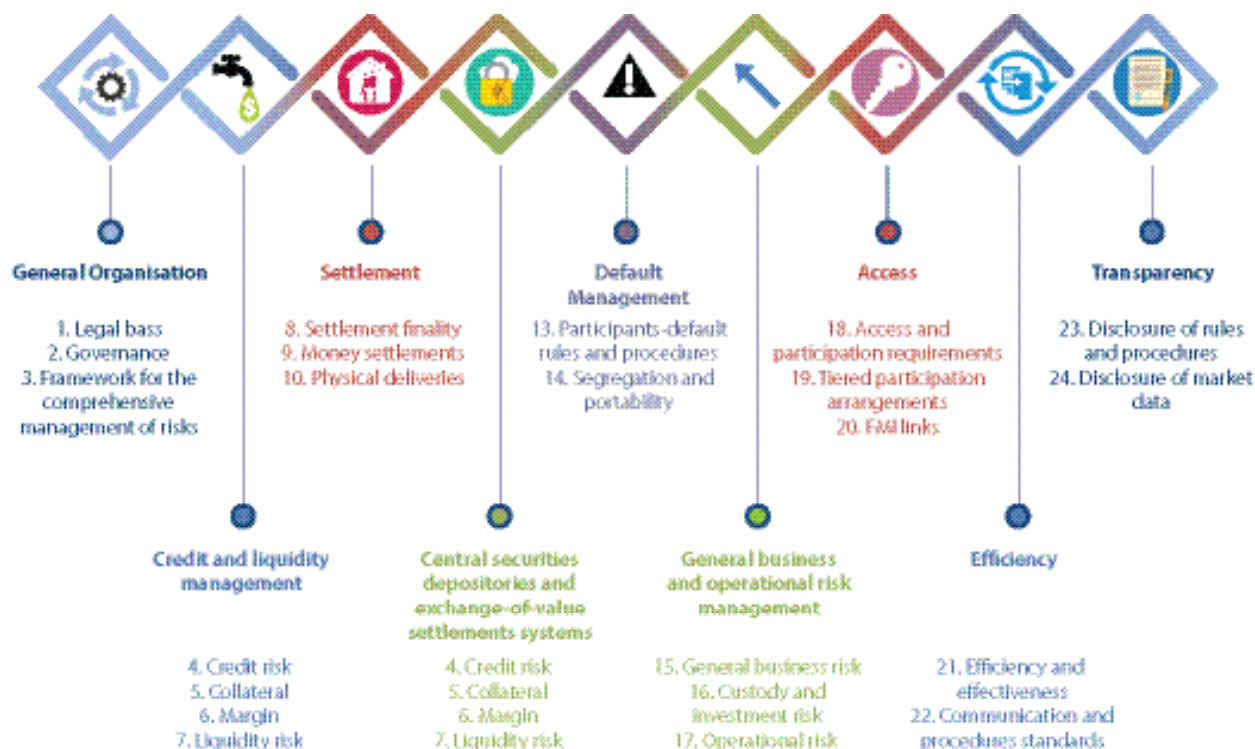 General Organisation
1. Legal bass
2. Governance
3. Framework for the
comprehensive
management of risks
Settlement
8. Settlement finality
9. Money settlements
10. Physical deliveries
Default
Management
13. Participants-default
rules and procedures
14. Segregation and
portability
Access
18. Access and
participation requirements
19. Tiered participation
arrangements
20. FMI links
Transparency
23. Disclosure of rules
and procedures
24. Disclosure of market
data
Credit and liquidity
management
4. Credit risk
5. Collateral
6. Margin
7. Liquidity risk
Central securities
depositories and
exchange-of-value
settlements systems
4. Credit risk
5. Collateral
6. Margin
7. Liquidity risk
General business
and operational risk
management
15. General business risk
16. Custody and
investment risk
17. Operational risk
Efficiency
21. Efficiency and
effectiveness
22. Communication and
procedures standards